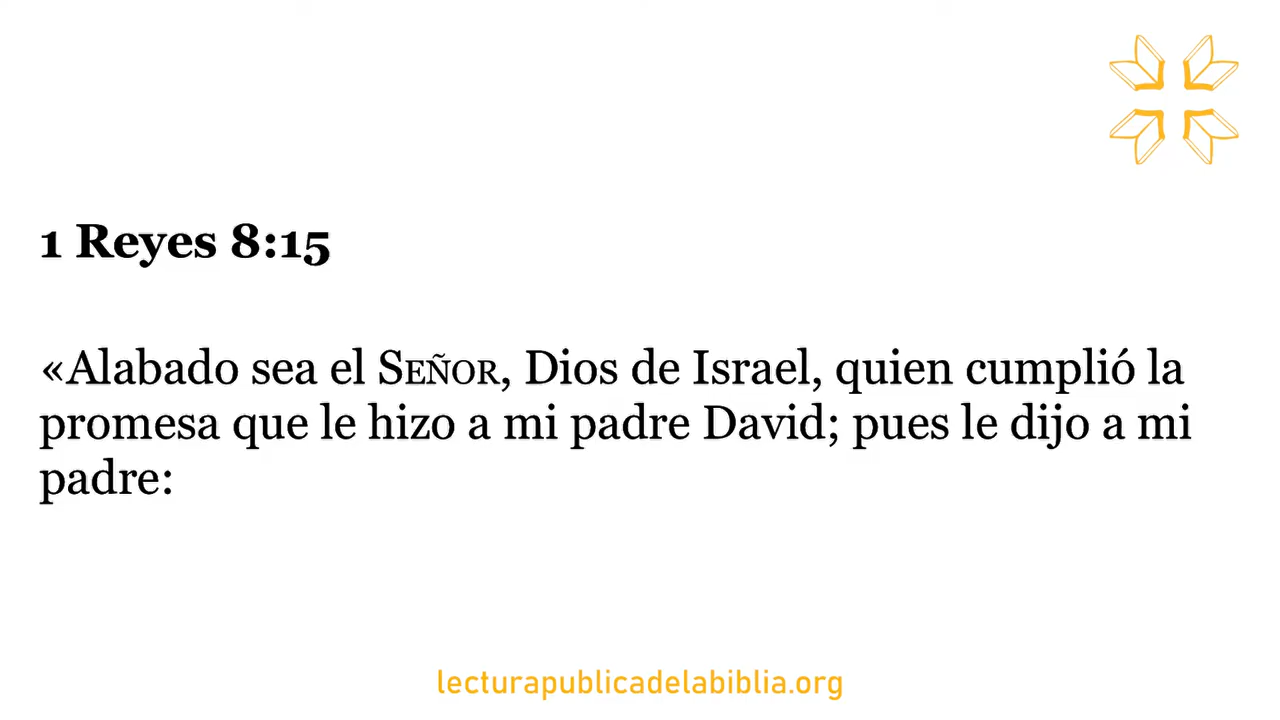 1 Reyes 8:15
«Alabado sea el SEÑOR, Dios de Israel, quien cumplió la
promesa que le hizo a mi padre David; pues le dijo a mi
padre:
lecturapublicadelabiblia.org